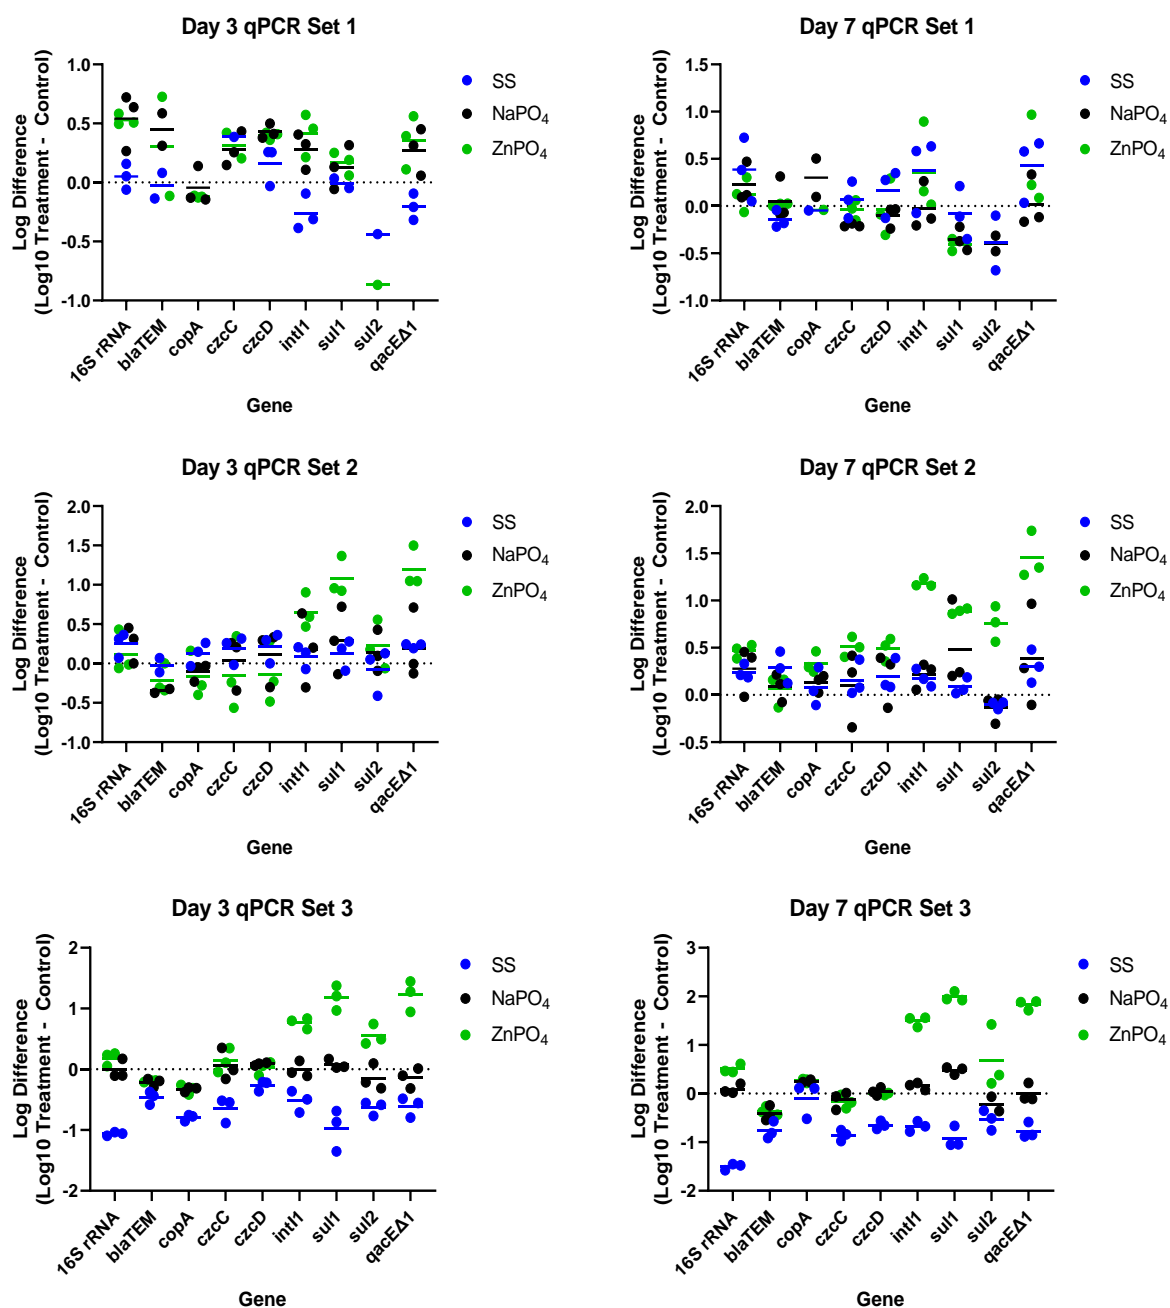 Day 3 qPCR Set 1
Log Difference
(Log10 Treatment - Control)
1.0
0.5
0.0
-0.5
-1.0
16S rRNA
blaTEM
copA
czcC
czcD
intI1
sul1
sul2
qacEΔ1
Gene
SS
NaPO4
ZnPO4
Day 7 qPCR Set 1
Log Difference
(Log10 Treatment - Control)
1.5
1.0
0.5
0.0
-0.5
-1.0
16S rRNA
blaTEM
copA
czcC
czcD
intI1
sul1
sul2
qacEΔ1
Gene
SS
NaPO4
ZnPO4
Day 3 qPCR Set 2
Log Difference
(Log10 Treatment - Control)
2.0
1.5
1.0
0.5
0.0
-0.5
-1.0
16S rRNA
blaTEM
copA
czcC
czcD
intI1
sul1
sul2
qacEΔ1
Gene
SS
NaPO4
ZnPO4
Day 7 qPCR Set 2
Log Difference
(Log10 Treatment - Control)
2.0
1.5
1.0
0.5
0.0
-0.5
16S rRNA
blaTEM
copA
czcC
czcD
intI1
sul1
sul2
qacEΔ1
Gene
SS
NaPO4
ZnPO4
Day 3 qPCR Set 3
Log Difference
(Log10 Treatment - Control)
2
1
0
-1
-2
16S rRNA
blaTEM
copA
czcC
czcD
intI1
sul1
sul2
qacEΔ1
Gene
SS
NaPO4
ZnPO4
Day 7 qPCR Set 3
Log Difference
(Log10 Treatment - Control)
3
2
1
0
-1
-2
16S rRNA
blaTEM
copA
czcC
czcD
intI1
sul1
sul2
qacEΔ1
Gene
SS
NaPO4
ZnPO4